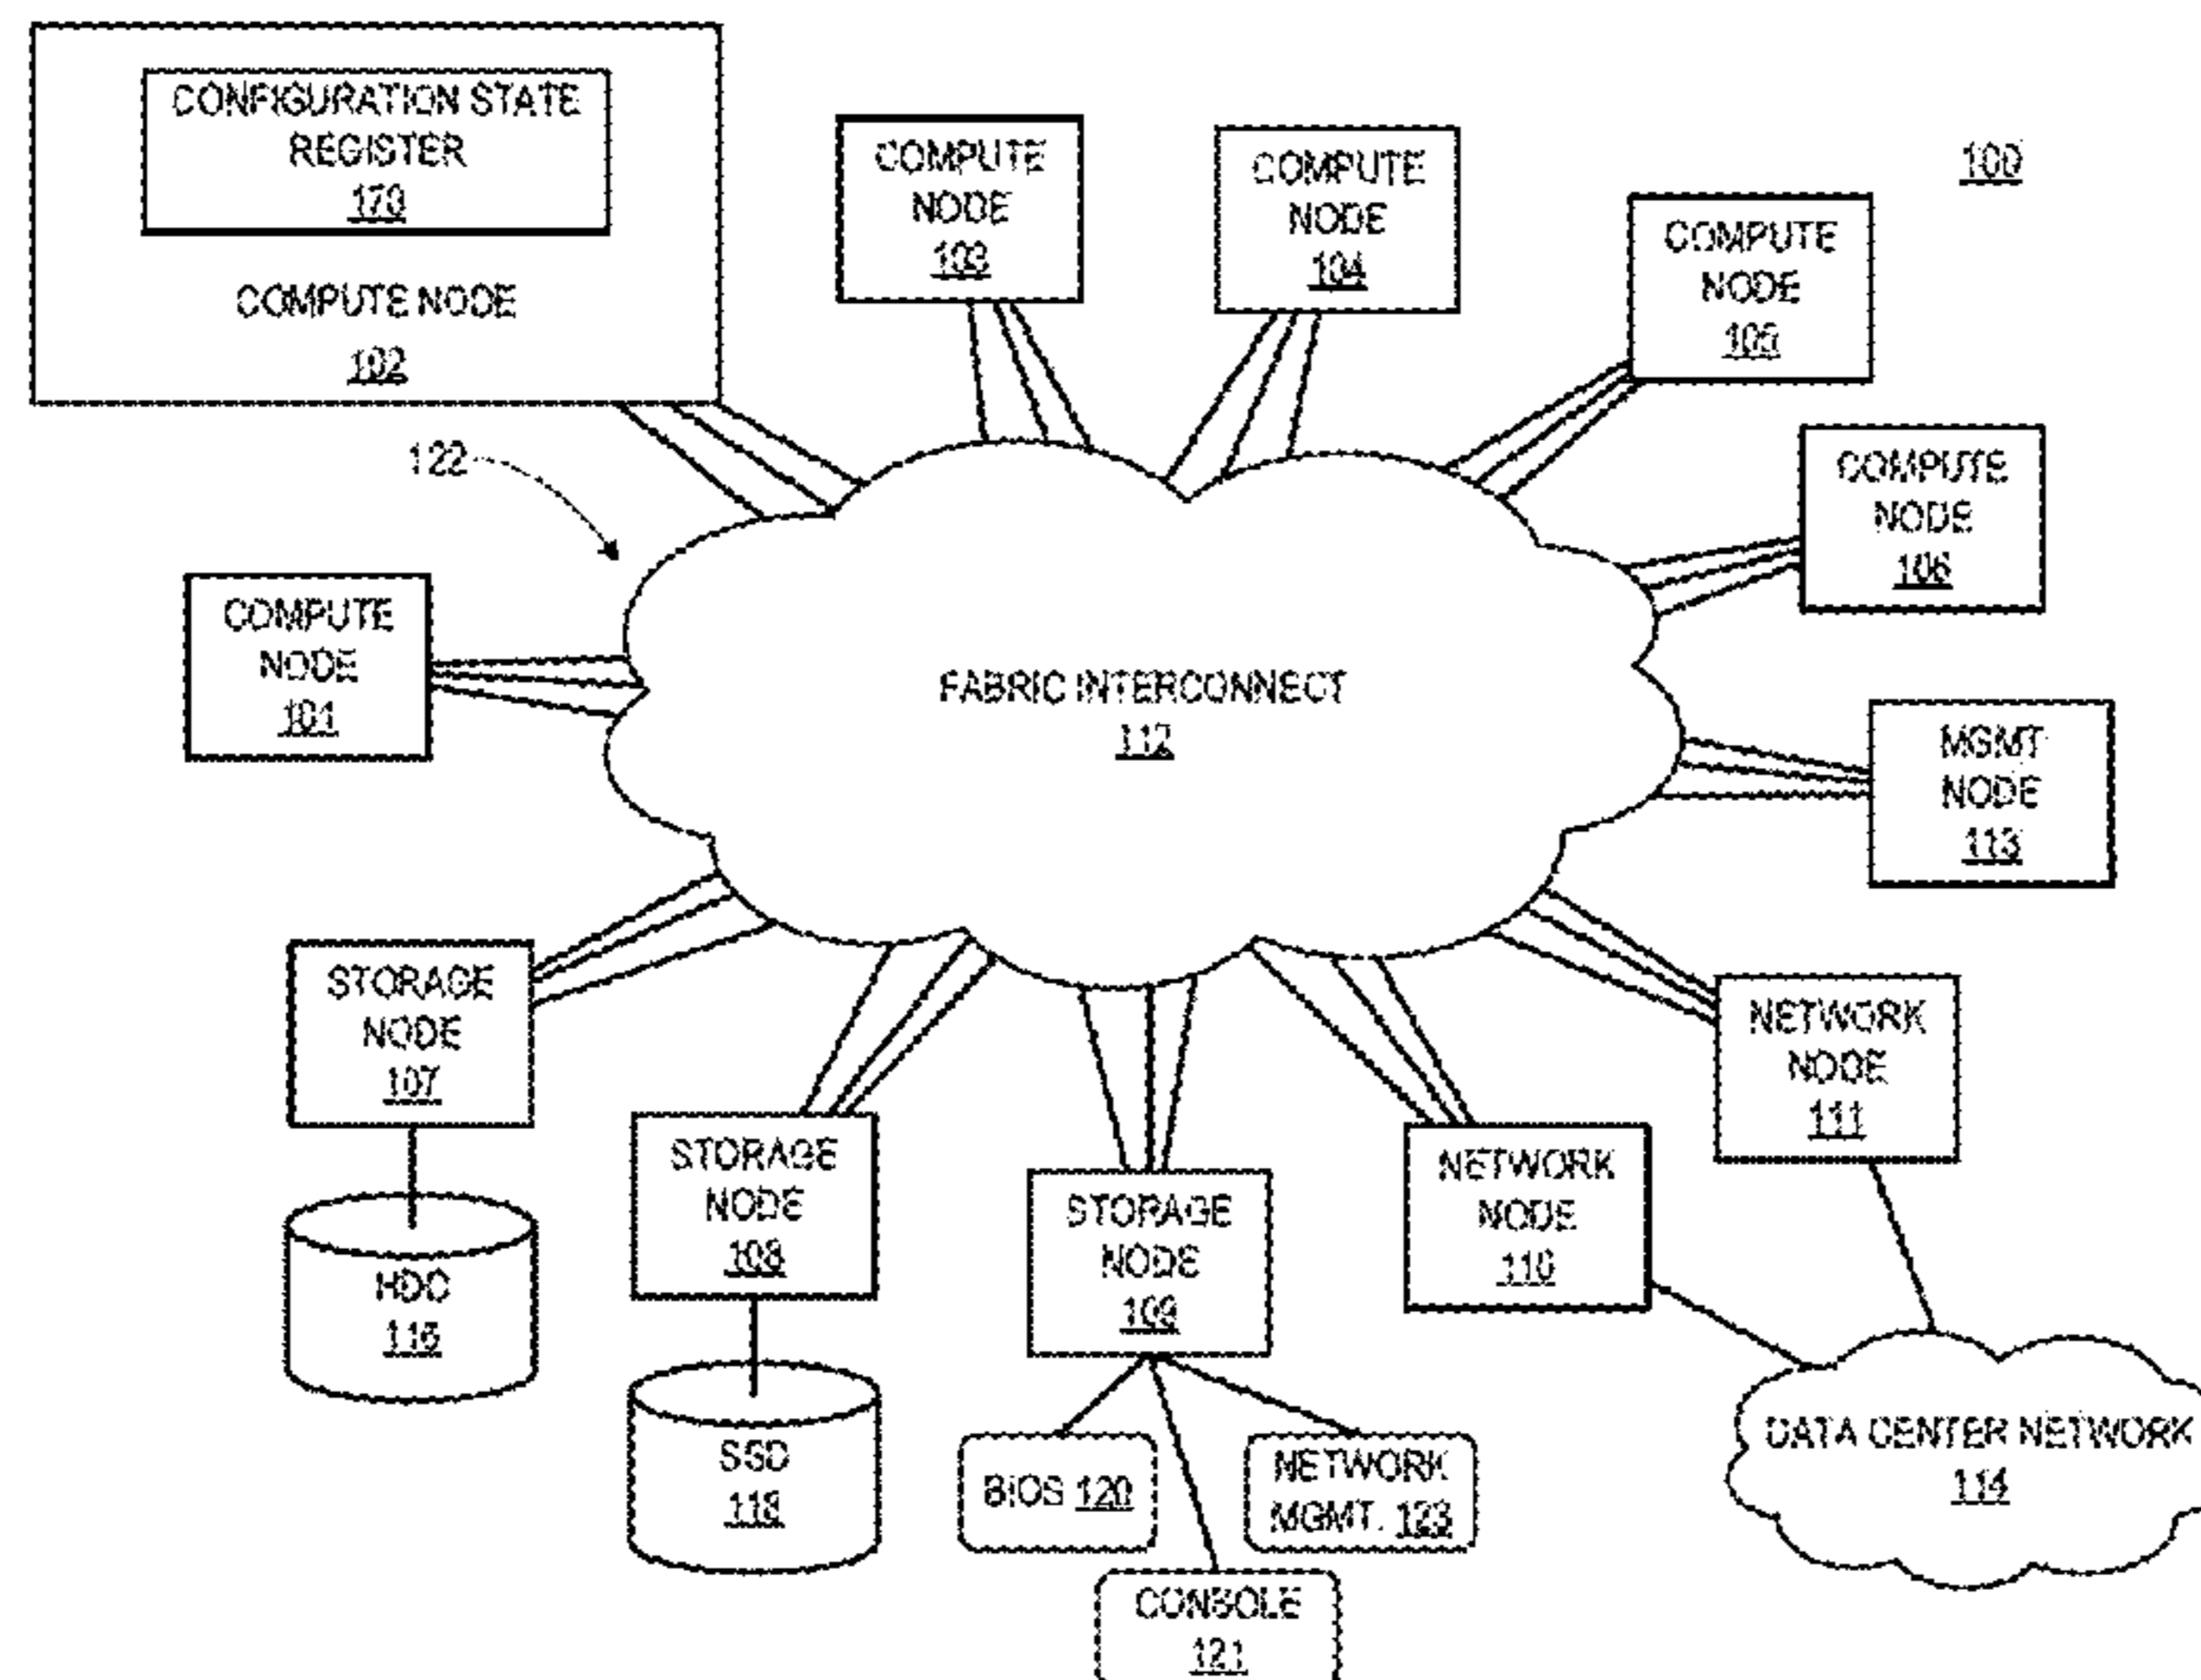 CONFIGURATION STATE
REGISTER
170
COMPUTE NODE
102
COMPUTE
NODE
103
COMPUTE
NODE
104
100
COMPUTE
NODE
105
122
COMPUTE
NODE
106
COMPUTE
NODE
101
FABRIC INTERCONNECT
112
MGMT
NODE
113
STORAGE
NODE
107
NETWORK
NODE
111
STORAGE
NODE
108
NETWORK
NODE
110
STORAGE
NODE
109
HDD
116
SSD
118
BIOS 120
NETWORK
MGMT. 123
DATA CENTER NETWORK
114
CONSOLE
121